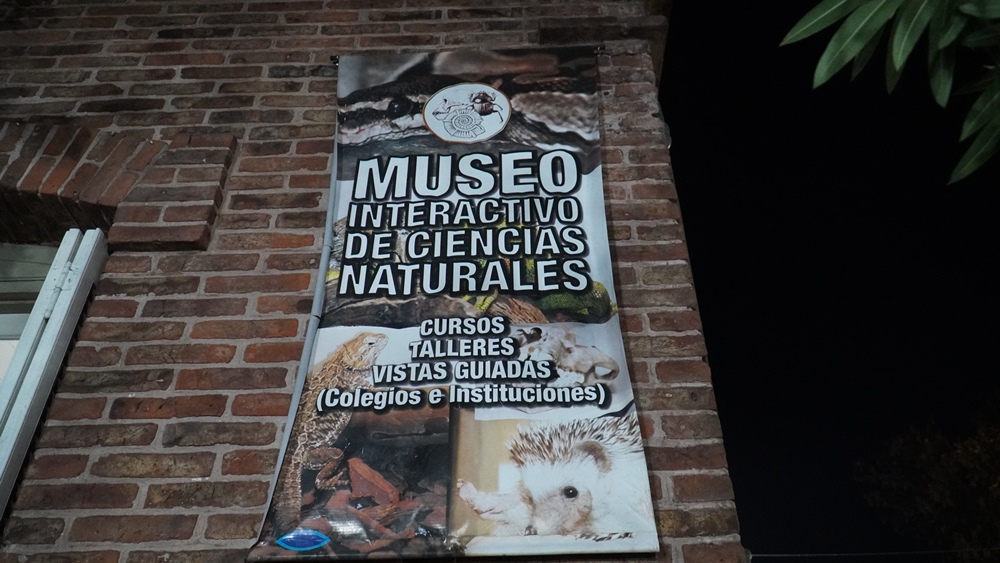 MUSEO
INTERACTIVO
DE CIENCIAS
NATURALES
CURSOS
TALLERES
VISTAS GUIADAS
(Colegios e Instituciones)